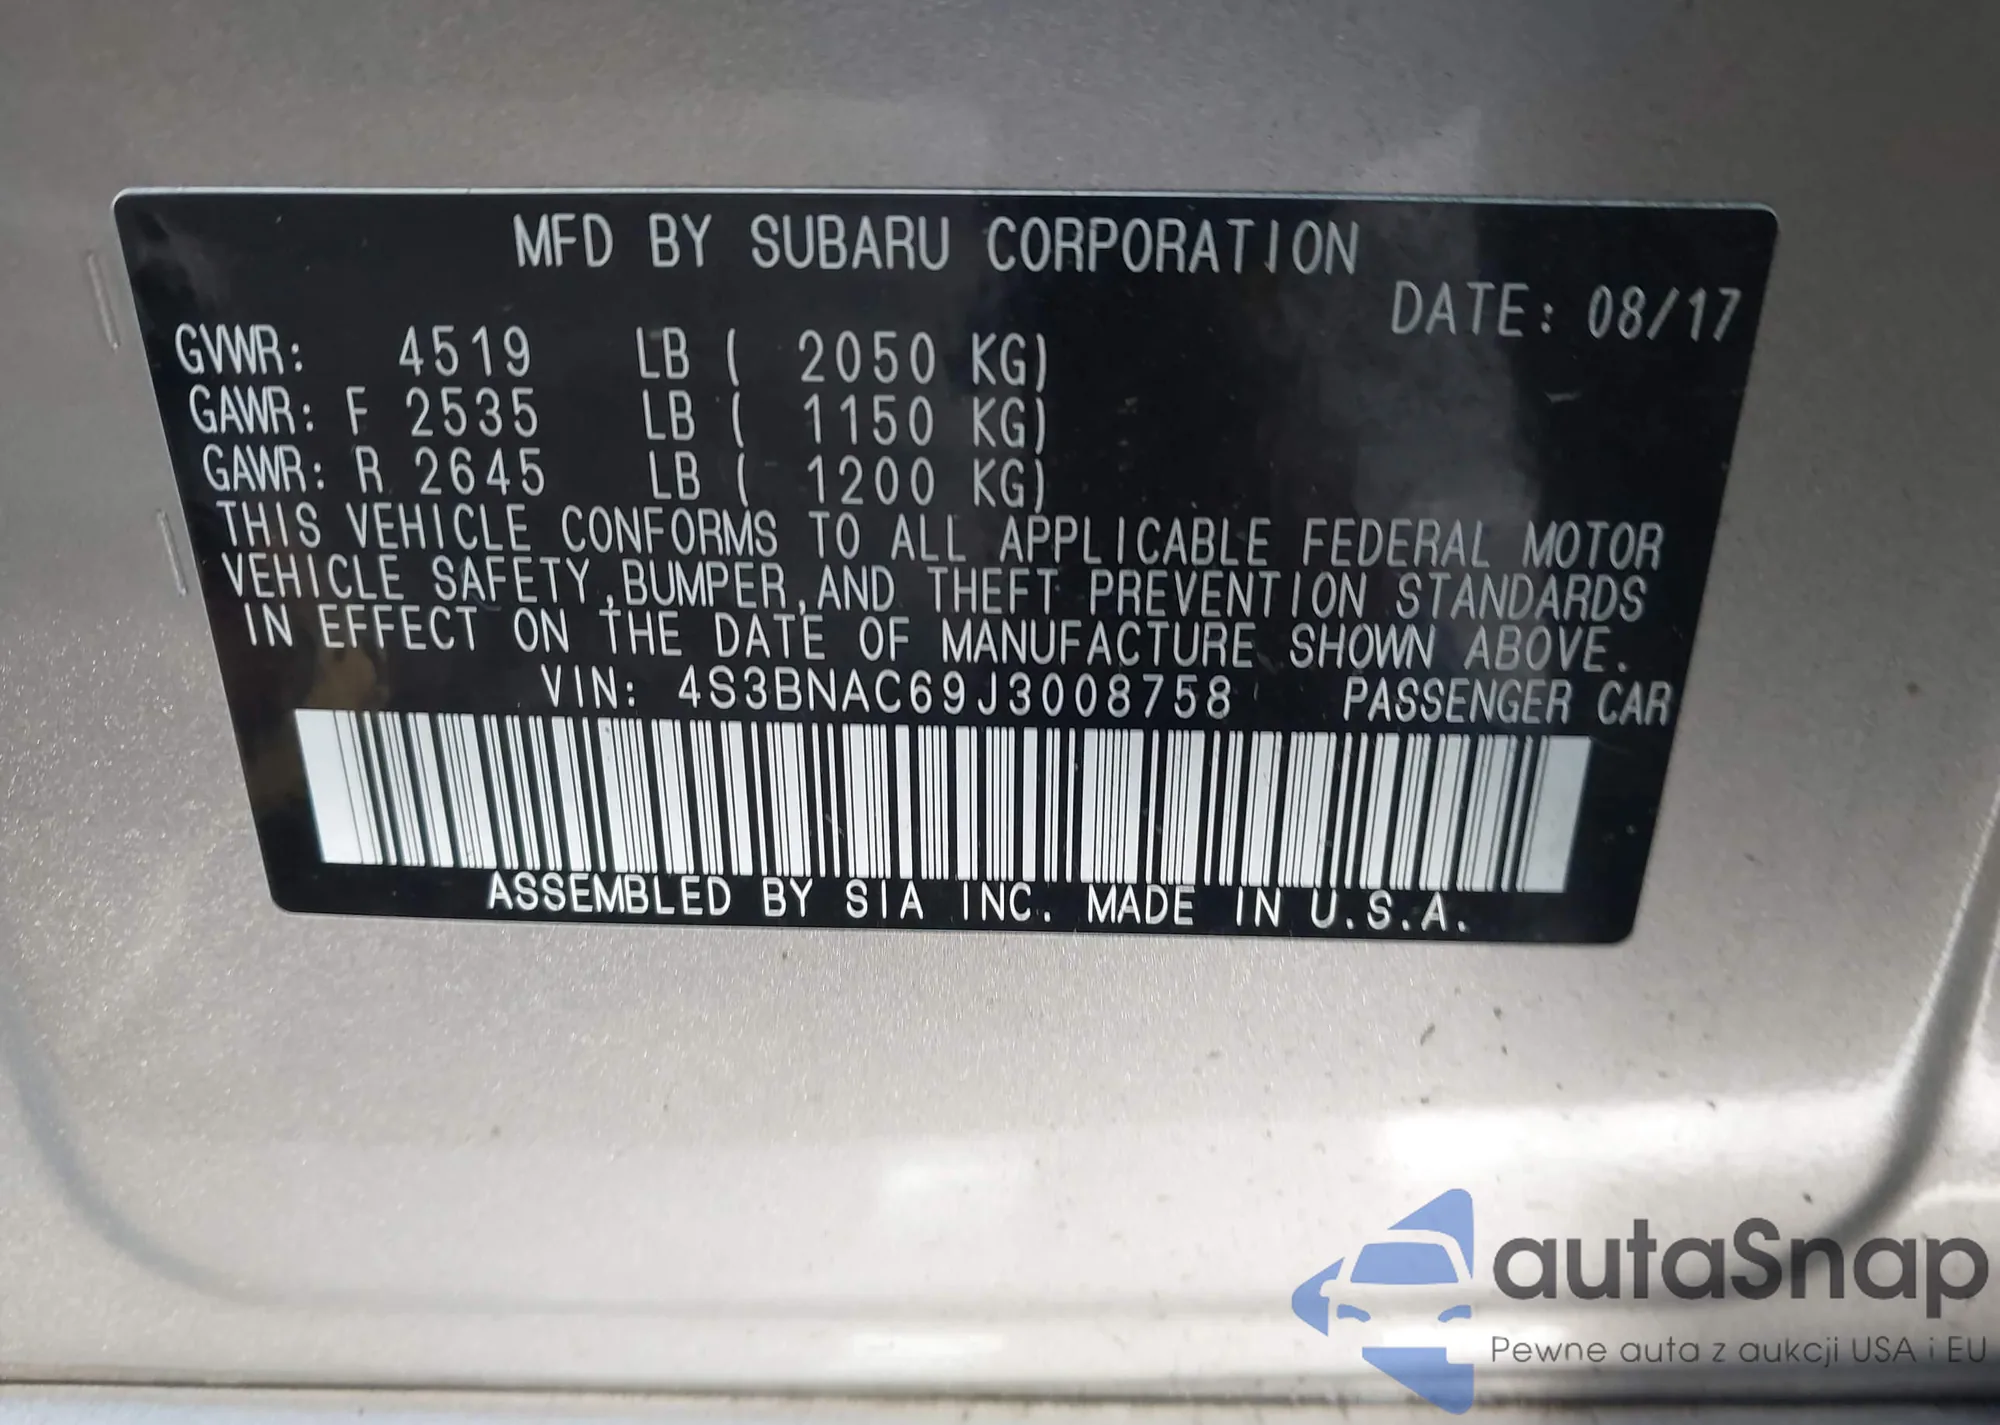 MFD BY SUBARU CORPORATION
DATE: 08/17
GVWR: 4519 LB ( 2050 KG)
GAWR: F 2535 LB ( 1150 KG)
GAWR: R 2645 LB ( 1200 KG)
THIS VEHICLE CONFORMS TO ALL APPLICABLE FEDERAL MOTOR
VEHICLE SAFETY,BUMPER,AND THEFT PREVENTION STANDARDS
IN EFFECT ON THE DATE OF MANUFACTURE SHOWN ABOVE.
VIN: 4S3BNAC69J3008758 PASSENGER CAR
ASSEMBLED BY SIA INC. MADE IN U.S.A.
autaSnap
Pewne auta z aukcji USA i EU